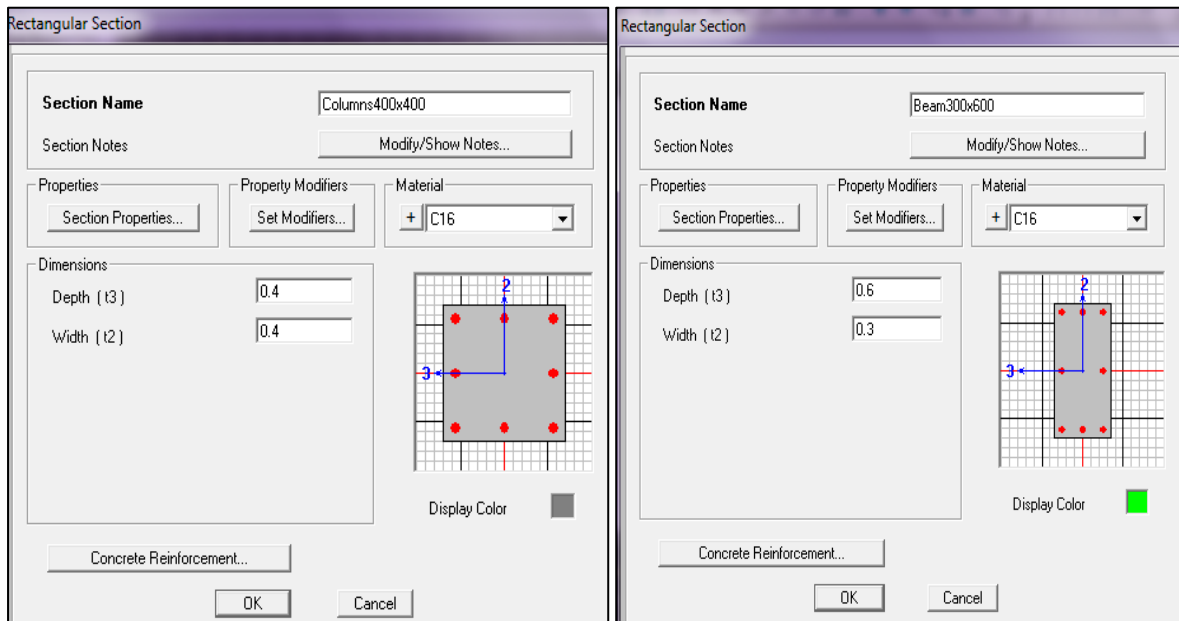 Rectangular Section
Section Name
Columns400x400
Section Notes
Modify/Show Notes...
Properties
Property Modifiers
Material
Section Properties...
Set Modifiers...
+
C16
Dimensions
Depth ( t3 )
0.4
Width ( t2 )
0.4
2
3
Display Color
Concrete Reinforcement...
OK
Cancel
Rectangular Section
Section Name
Beam300x600
Section Notes
Modify/Show Notes...
Properties
Property Modifiers
Material
Section Properties...
Set Modifiers...
+
C16
Dimensions
Depth ( t3 )
0.6
Width ( t2 )
0.3
2
3
Display Color
Concrete Reinforcement...
OK
Cancel